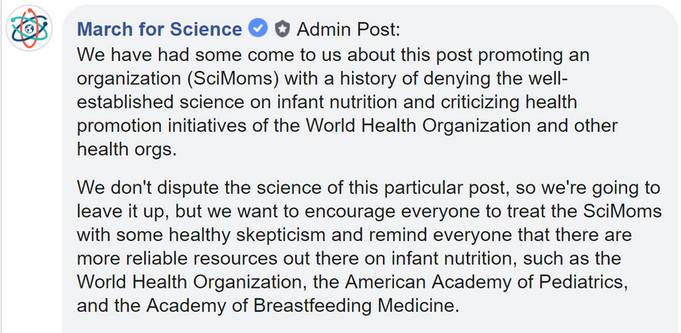 March for Science Admin Post:
We have had some come to us about this post promoting an
organization (SciMoms) with a history of denying the well-
established science on infant nutrition and criticizing health
promotion initiatives of the World Health Organization and other
health orgs.
We don't dispute the science of this particular post, so we're going to
leave it up, but we want to encourage everyone to treat the SciMoms
with some healthy skepticism and remind everyone that there are
more reliable resources out there on infant nutrition, such as the
World Health Organization, the American Academy of Pediatrics,
and the Academy of Breastfeeding Medicine.